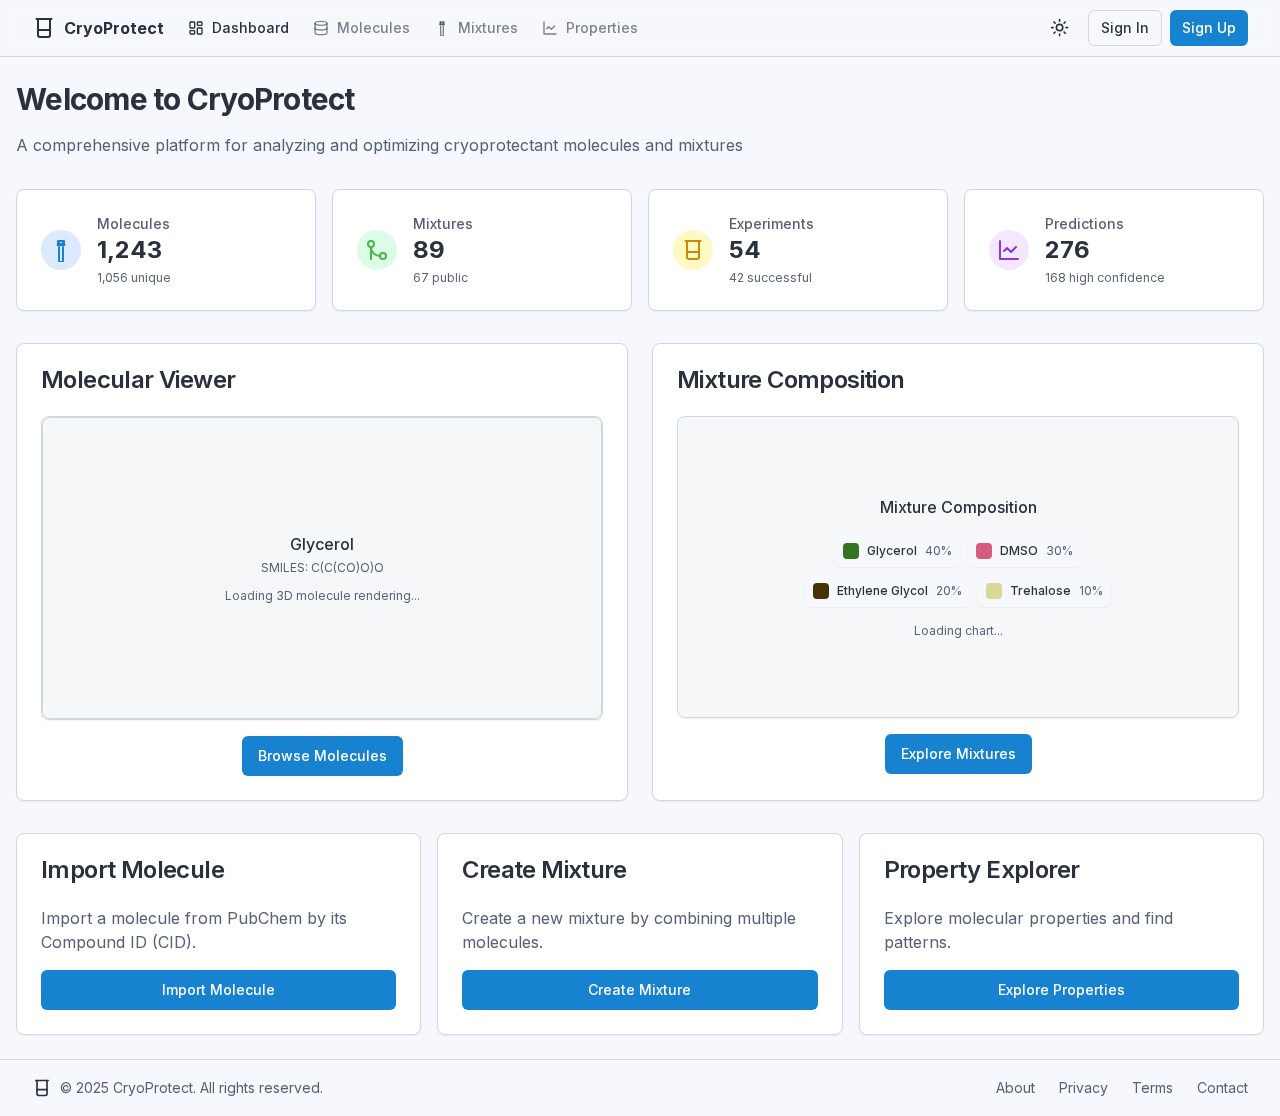 CryoProtect
Dashboard
Molecules
Mixtures
Properties
Sign In
Sign Up
Welcome to CryoProtect
A comprehensive platform for analyzing and optimizing cryoprotectant molecules and mixtures
Molecules
1,243
1,056 unique
Mixtures
89
67 public
Experiments
54
42 successful
Predictions
276
168 high confidence
Molecular Viewer
Glycerol
SMILES: C(C(CO)O)O
Loading 3D molecule rendering...
Browse Molecules
Mixture Composition
Mixture Composition
Glycerol 40%
DMSO 30%
Ethylene Glycol 20%
Trehalose 10%
Loading chart...
Explore Mixtures
Import Molecule
Import a molecule from PubChem by its
Compound ID (CID).
Import Molecule
Create Mixture
Create a new mixture by combining multiple
molecules.
Create Mixture
Property Explorer
Explore molecular properties and find
patterns.
Explore Properties
© 2025 CryoProtect. All rights reserved.
About
Privacy
Terms
Contact